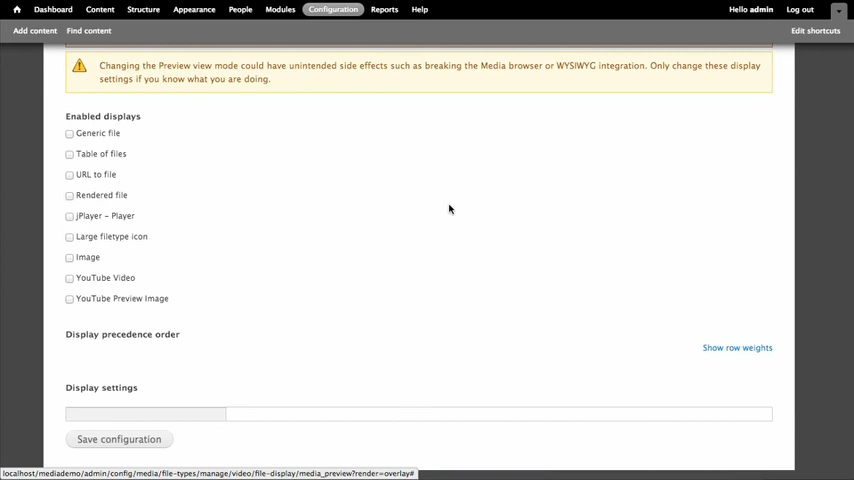 Dashboard Content Structure Appearance People Modules Configuration Reports Help Hello admin Log out
Add content Find content Edit shortcuts
Changing the Preview view mode could have unintended side effects such as breaking the Media browser or WYSIWYG integration. Only change these display
settings if you know what you are doing.
Enabled displays
Generic file
Table of files
URL to file
Rendered file
jPlayer - Player
Large filetype icon
Image
YouTube Video
YouTube Preview Image
Display precedence order
Show row weights
Display settings
Save configuration
localhost/mediademo/admin/config/media/file-types/manage/video/file-display/media_preview?render=overlay#